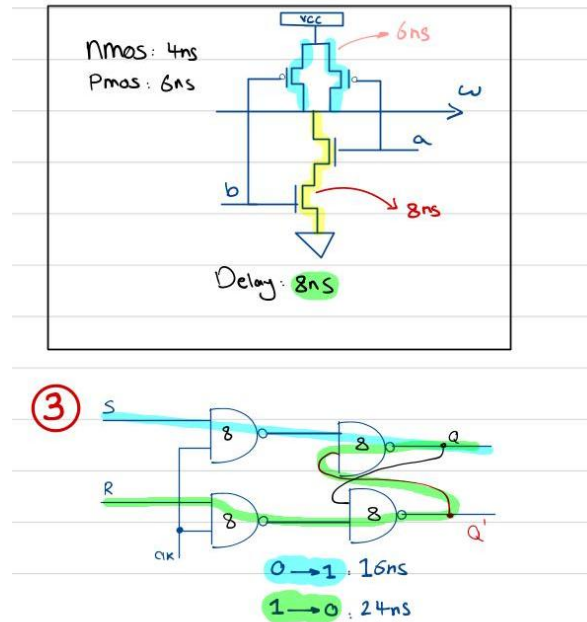 VCC
6ns
nmos: 4ns
Pmos: 6ns
w
a
b
8ns
Delay: 8ns
3
S
8
8
Q
R
8
8
Q'
CLK
0→1: 16ns
1→0: 24ns